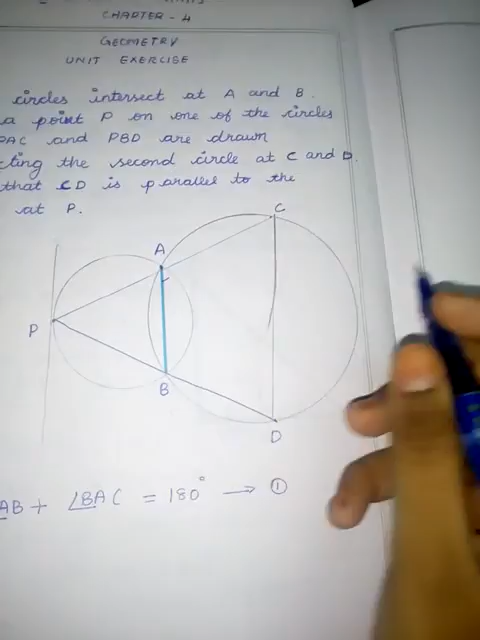 CHAPTER - 4
GEOMETRY
UNIT EXERCISE
circles intersect at A and B.
a point P on one of the circles
PAC and PBD are drawn
cting the second circle at C and D.
that CD is parallel to the
at P.
C
A
P
B
D
AB + ∠BAC = 180° → ①